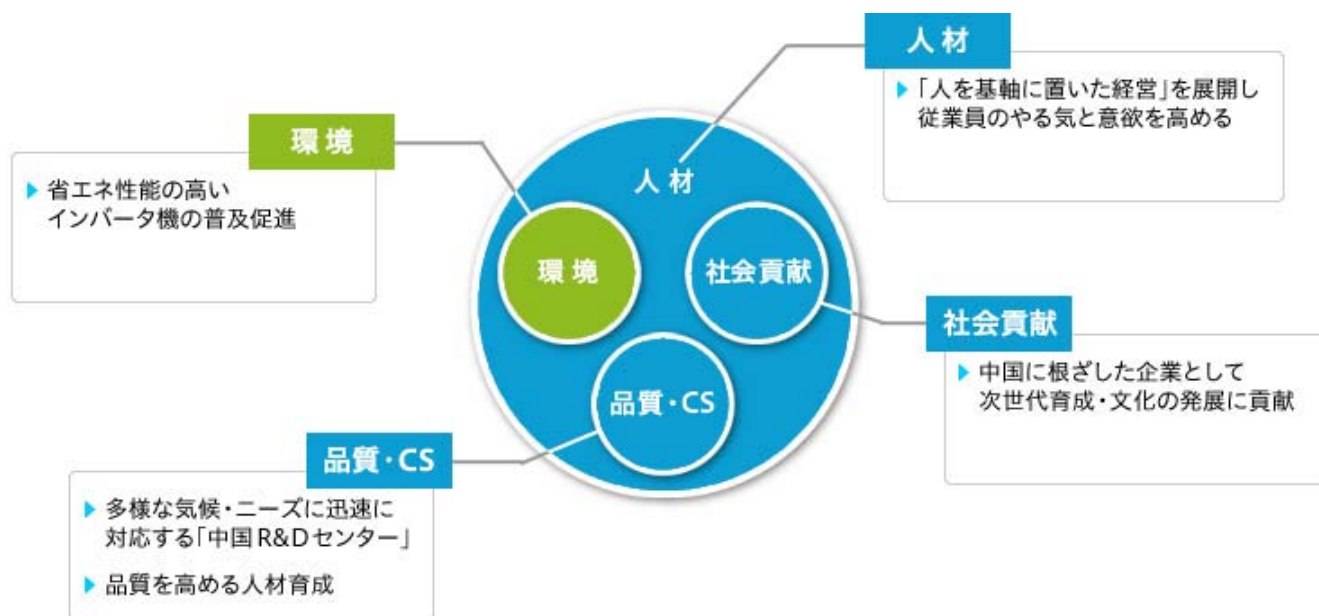 人材
「人を基軸に置いた経営」を展開し
従業員のやる気と意欲を高める
環境
省エネ性能の高い
インバータ機の普及促進
人材
環境
社会貢献
品質・CS
社会貢献
中国に根ざした企業として
次世代育成・文化の発展に貢献
品質・CS
多様な気候・ニーズに迅速に
対応する「中国R&Dセンター」
品質を高める人材育成